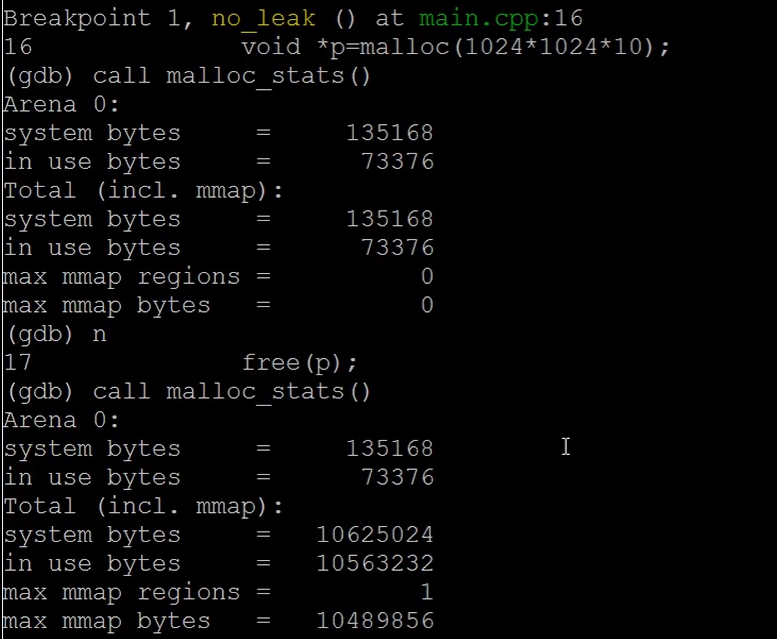 Breakpoint 1, no_leak () at main.cpp:16
16              void *p=malloc(1024*1024*10);
(gdb) call malloc_stats()
Arena 0:
system bytes     =     135168
in use bytes     =      73376
Total (incl. mmap):
system bytes     =     135168
in use bytes     =      73376
max mmap regions =          0
max mmap bytes   =          0
(gdb) n
17              free(p);
(gdb) call malloc_stats()
Arena 0:
system bytes     =     135168
in use bytes     =      73376
Total (incl. mmap):
system bytes     =   10625024
in use bytes     =   10563232
max mmap regions =          1
max mmap bytes   =   10489856